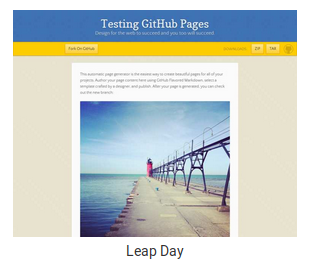 Testing GitHub Pages
Design for the web to succeed and you too will succeed.
Fork On GitHub
DOWNLOADS:
ZIP
TAR
This automatic page generator is the easiest way to create beautiful pages for all of your
projects. Author your page content here using GitHub Flavored Markdown, select a
template crafted by a designer, and publish. After your page is generated, you can check
out the new branch:
Leap Day